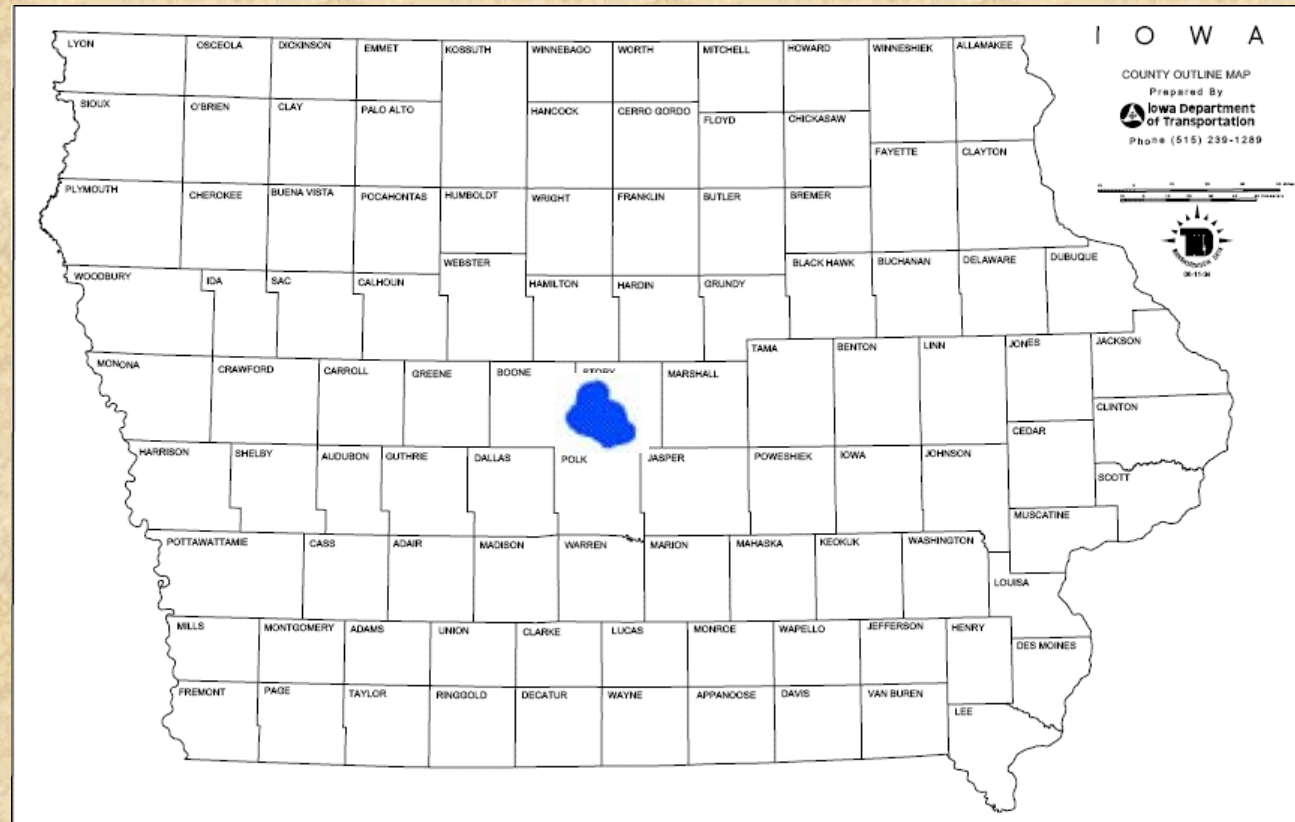 I O W A
COUNTY OUTLINE MAP
Prepared By
Iowa Department
of Transportation
Phone (515) 239-1289
LYON OSCEOLA DICKINSON EMMET KOSSUTH WINNEBAGO WORTH MITCHELL HOWARD WINNESHIEK ALLAMAKEE
SIOUX O'BRIEN CLAY PALO ALTO HANCOCK CERRO GORDO FLOYD CHICKASAW
FAYETTE CLAYTON
PLYMOUTH CHEROKEE BUENA VISTA POCAHONTAS HUMBOLDT WRIGHT FRANKLIN BUTLER BREMER
WEBSTER BLACK HAWK BUCHANAN DELAWARE DUBUQUE
WOODBURY IDA SAC CALHOUN HAMILTON HARDIN GRUNDY
TAMA BENTON LINN JONES JACKSON
MONONA CRAWFORD CARROLL GREENE BOONE STORY MARSHALL
CLINTON
CEDAR
HARRISON SHELBY AUDUBON GUTHRIE DALLAS POLK JASPER POWESHIEK IOWA JOHNSON
SCOTT
MUSCATINE
POTTAWATTAMIE CASS ADAIR MADISON WARREN MARION MAHASKA KEOKUK WASHINGTON
LOUISA
MILLS MONTGOMERY ADAMS UNION CLARKE LUCAS MONROE WAPELLO JEFFERSON HENRY
DES MOINES
FREMONT PAGE TAYLOR RINGGOLD DECATUR WAYNE APPANOOSE DAVIS VAN BUREN
LEE